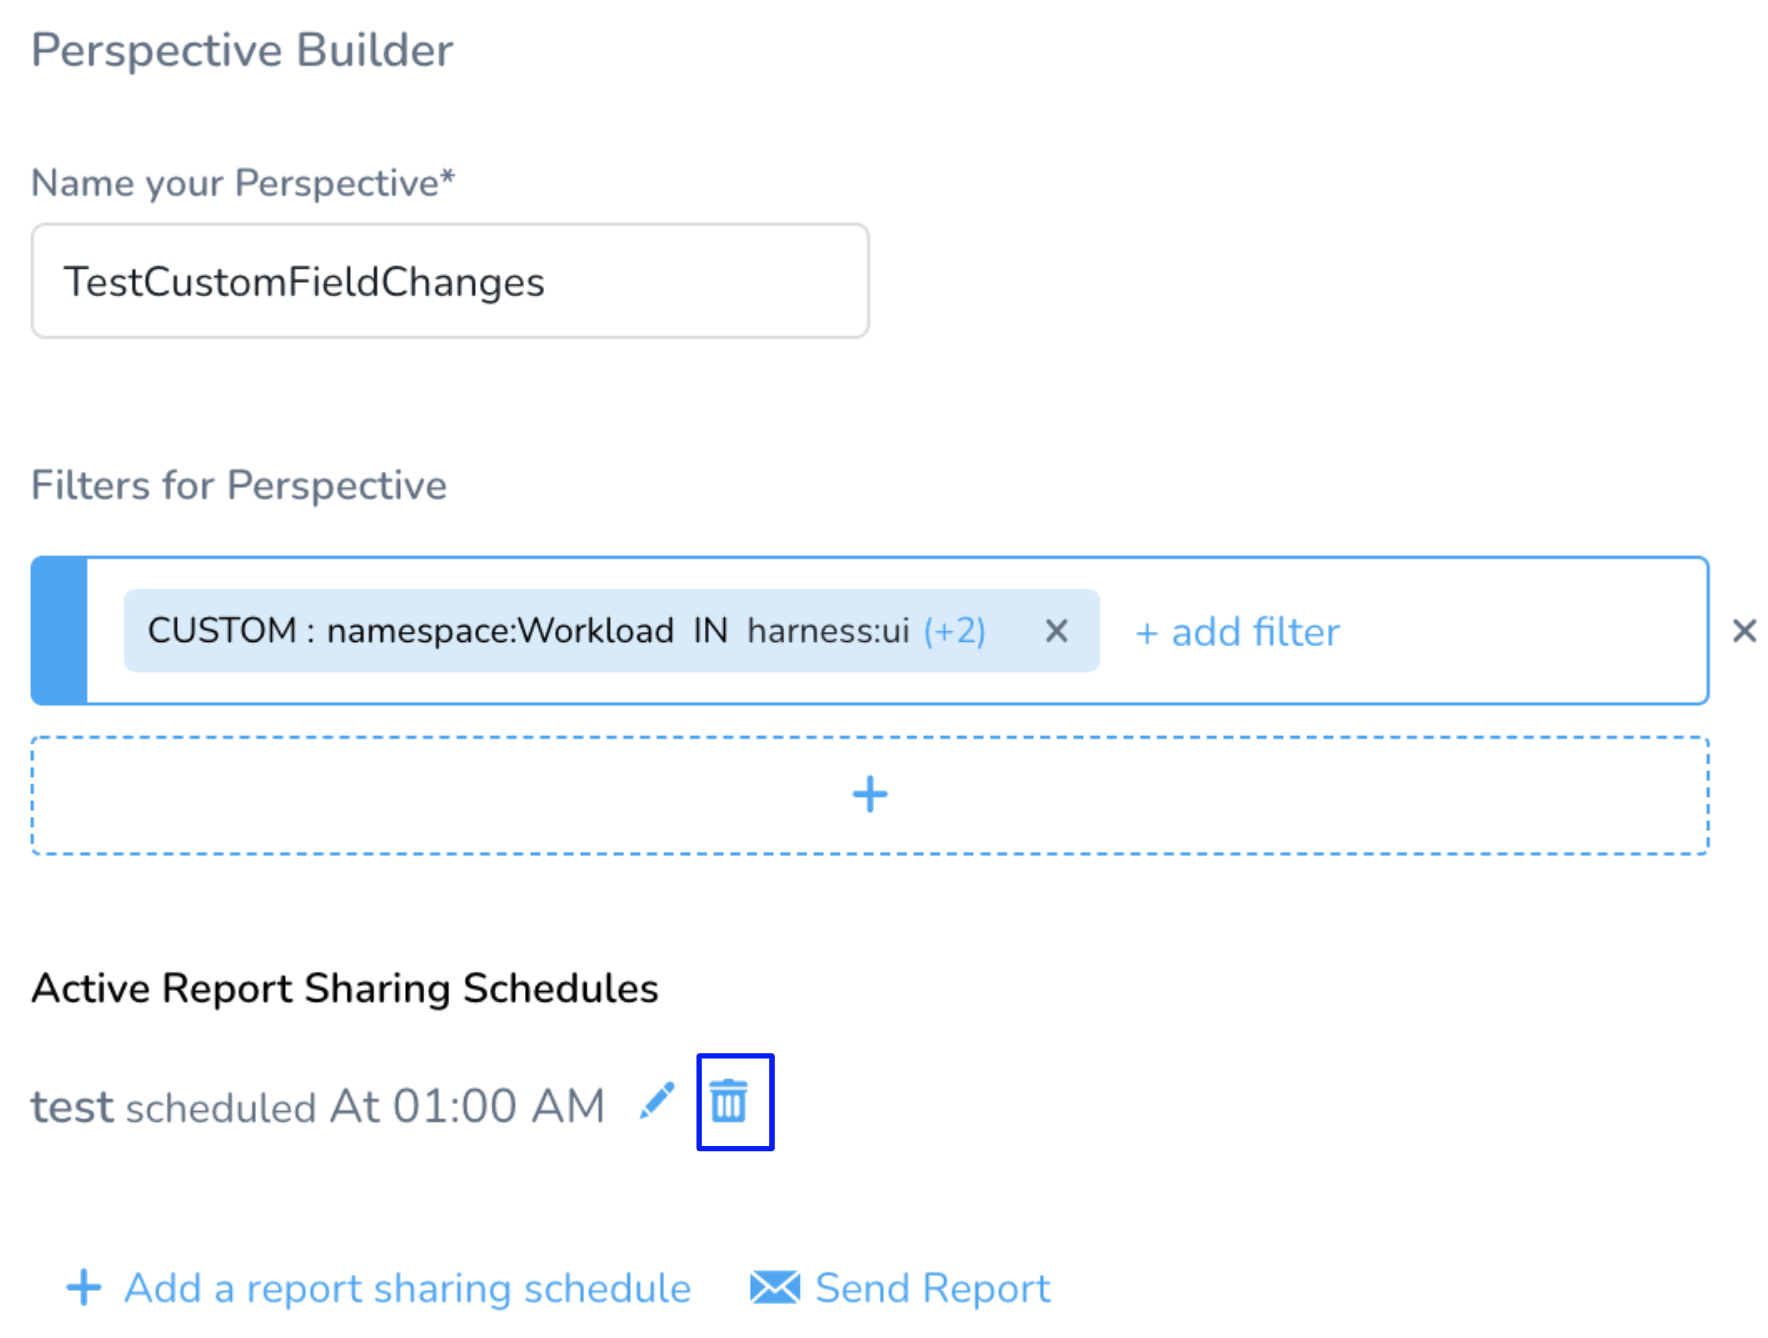 Perspective Builder
Name your Perspective*
TestCustomFieldChanges
Filters for Perspective
CUSTOM : namespace:Workload IN harness:ui (+2) × + add filter ×
+
Active Report Sharing Schedules
test scheduled At 01:00 AM
+ Add a report sharing schedule Send Report